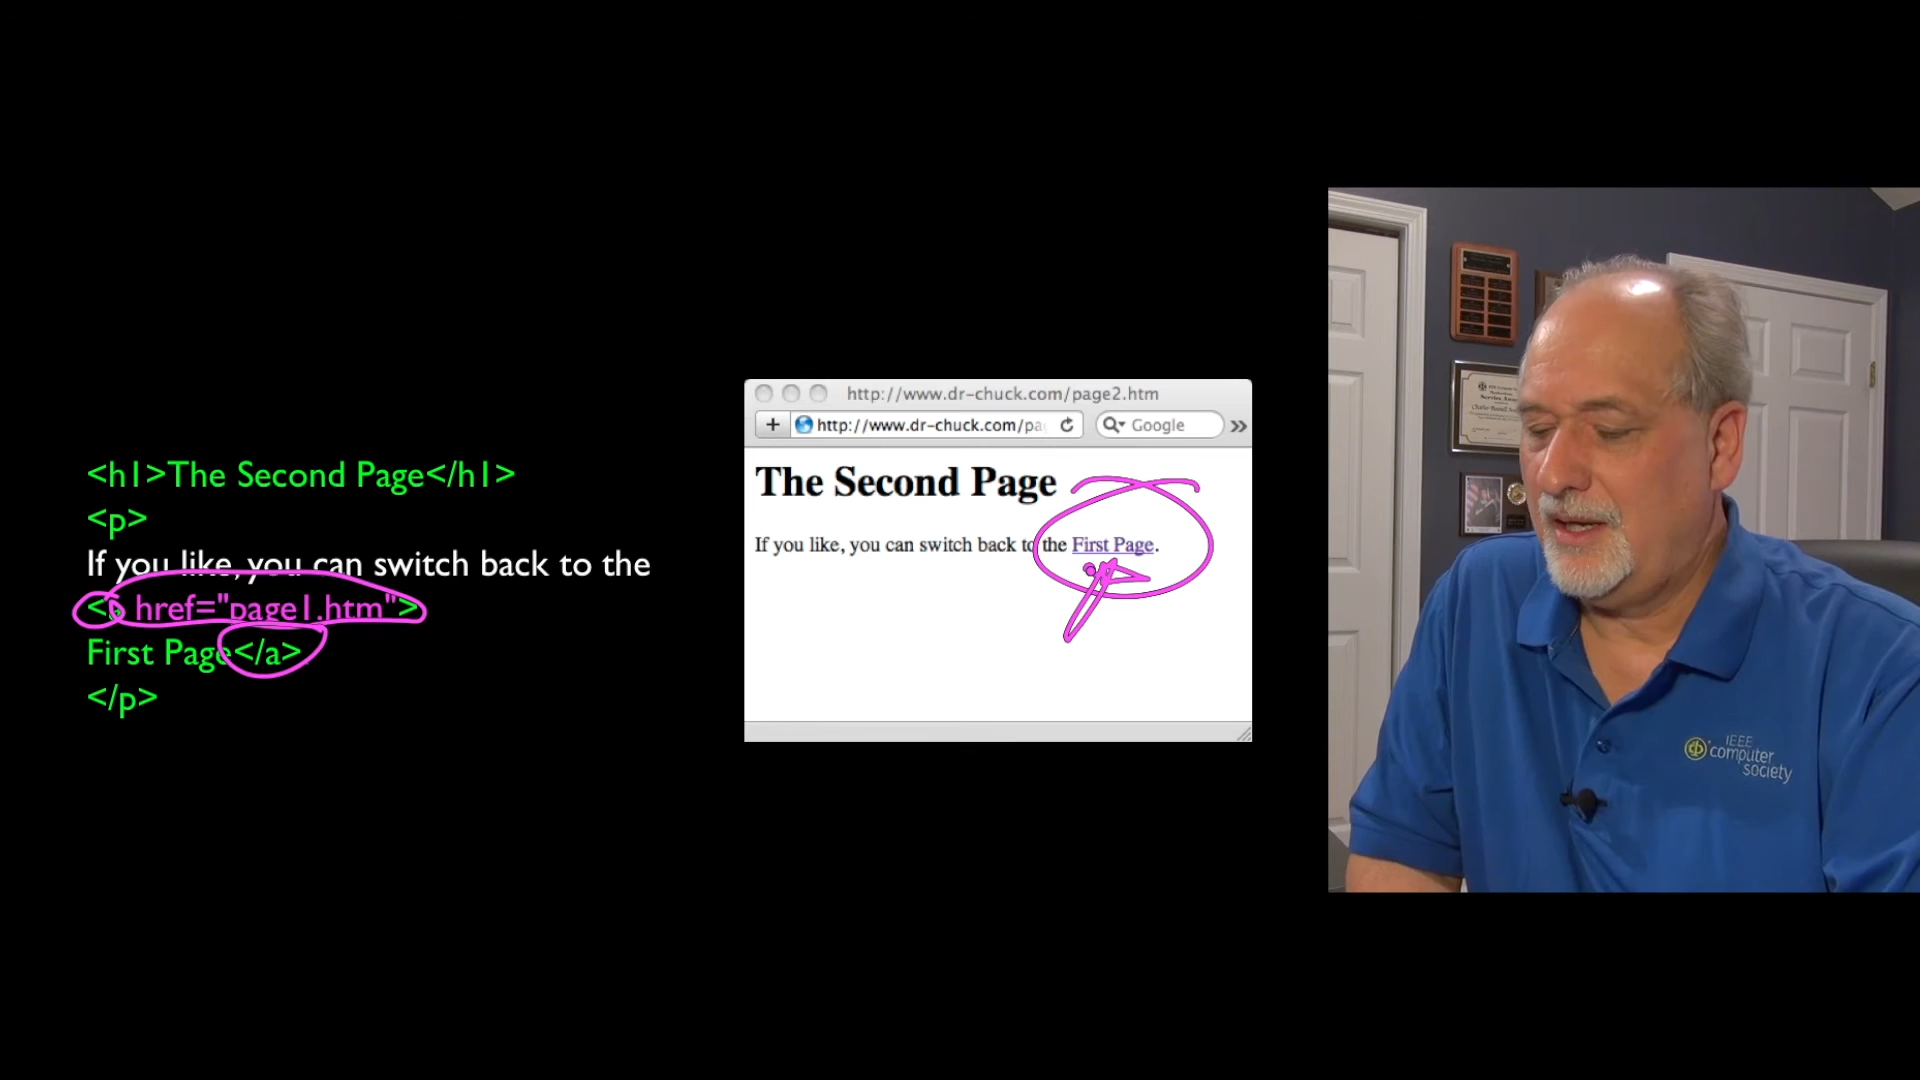 <h1>The Second Page</h1>
<p>
If you like, you can switch back to the
<a href="page1.htm">
First Page</a>
</p>
http://www.dr-chuck.com/page2.htm
http://www.dr-chuck.com/pa
Google
The Second Page
If you like, you can switch back to the First Page.
IEEE
computer
society